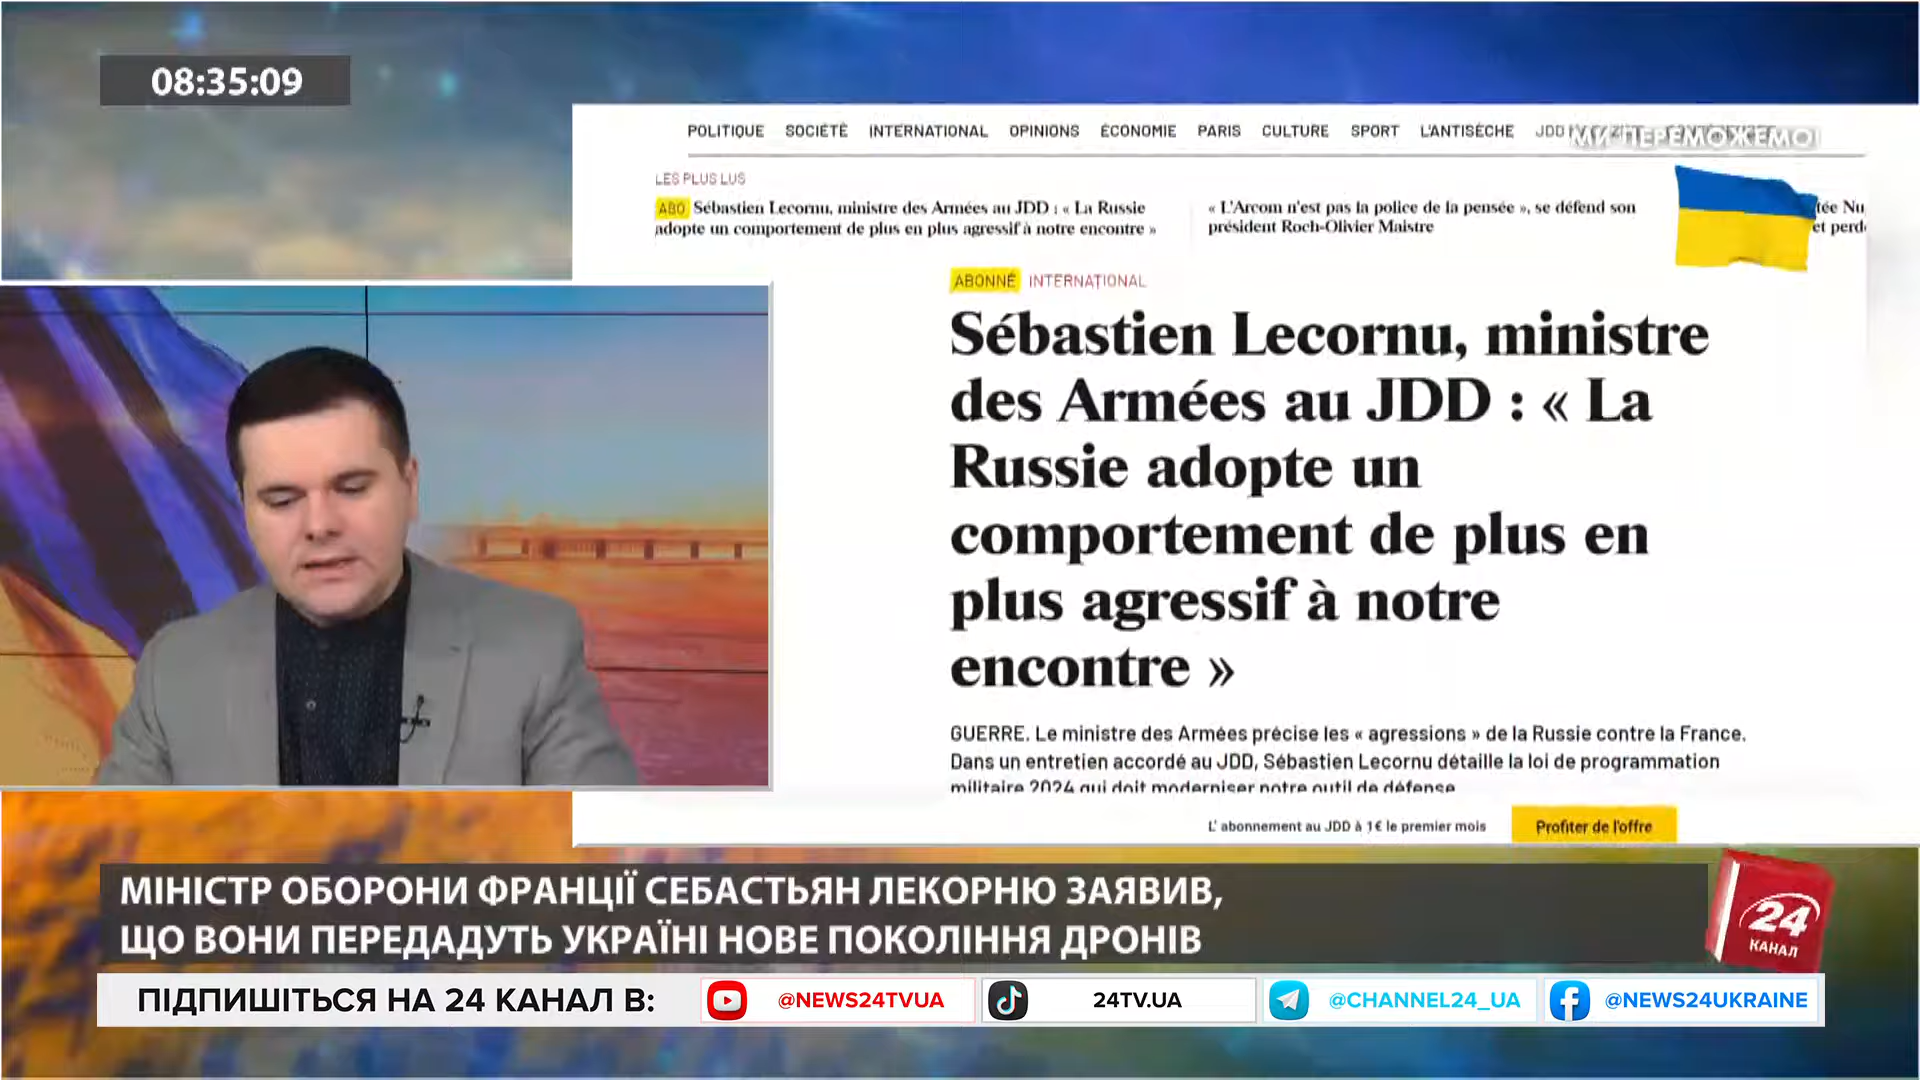 08:35:09
POLITIQUE SOCIÉTÉ INTERNATIONAL OPINIONS ÉCONOMIE PARIS CULTURE SPORT L'ANTISÈCHE JDD
МИ ПЕРЕМОЖЕМО!
LES PLUS LUS
ABO Sébastien Lecornu, ministre des Armées au JDD : « La Russie
adopte un comportement de plus en plus agressif à notre encontre »
« L'Arcom n'est pas la police de la pensée », se défend son
président Roch-Olivier Maistre
tée Nu
et perd
ABONNÉ INTERNATIONAL
Sébastien Lecornu, ministre
des Armées au JDD : « La
Russie adopte un
comportement de plus en
plus agressif à notre
encontre »
GUERRE. Le ministre des Armées précise les « agressions » de la Russie contre la France.
Dans un entretien accordé au JDD, Sébastien Lecornu détaille la loi de programmation
militaire 2024 qui doit moderniser notre outil de défense
L'abonnement au JDD à 1€ le premier mois
Profiter de l'offre
МІНІСТР ОБОРОНИ ФРАНЦІЇ СЕБАСТЬЯН ЛЕКОРНЮ ЗАЯВИВ,
ЩО ВОНИ ПЕРЕДАДУТЬ УКРАЇНІ НОВЕ ПОКОЛІННЯ ДРОНІВ
24
КАНАЛ
ПІДПИШІТЬСЯ НА 24 КАНАЛ В:
@NEWS24TVUA
24TV.UA
@CHANNEL24_UA
@NEWS24UKRAINE